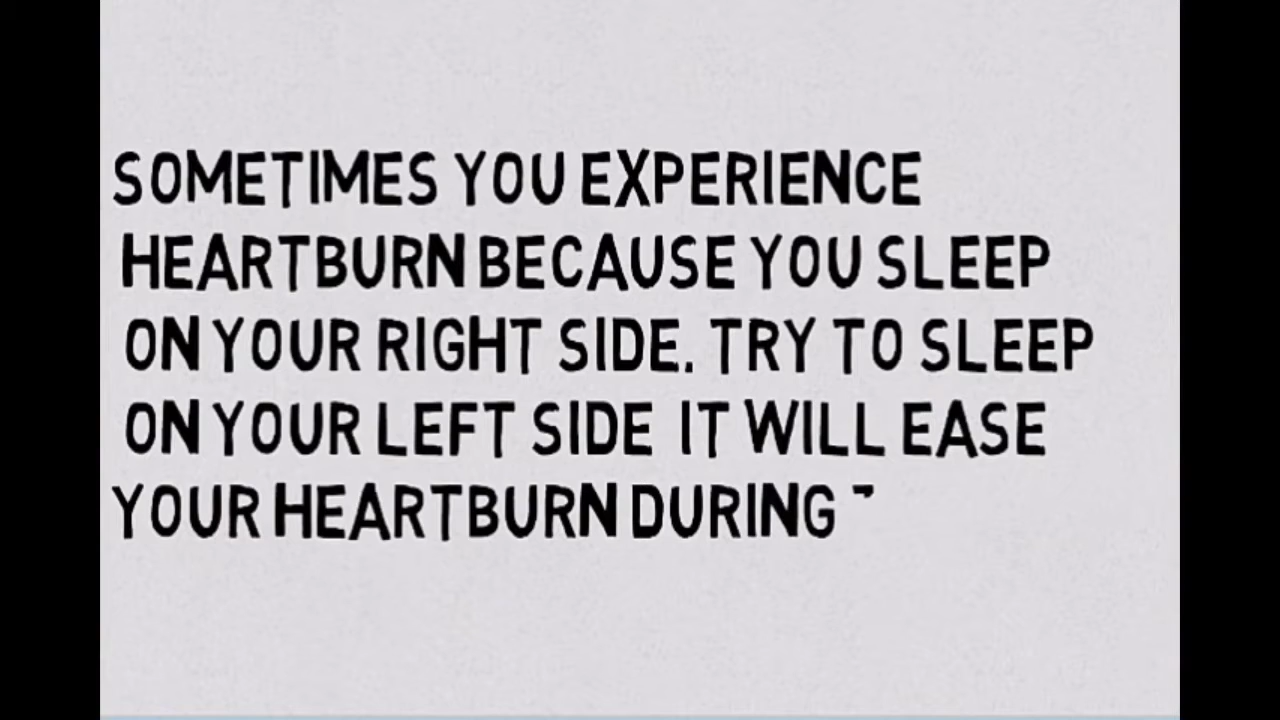 SOMETIMES YOU EXPERIENCE
HEARTBURN BECAUSE YOU SLEEP
ON YOUR RIGHT SIDE. TRY TO SLEEP
ON YOUR LEFT SIDE IT WILL EASE
YOUR HEARTBURN DURING